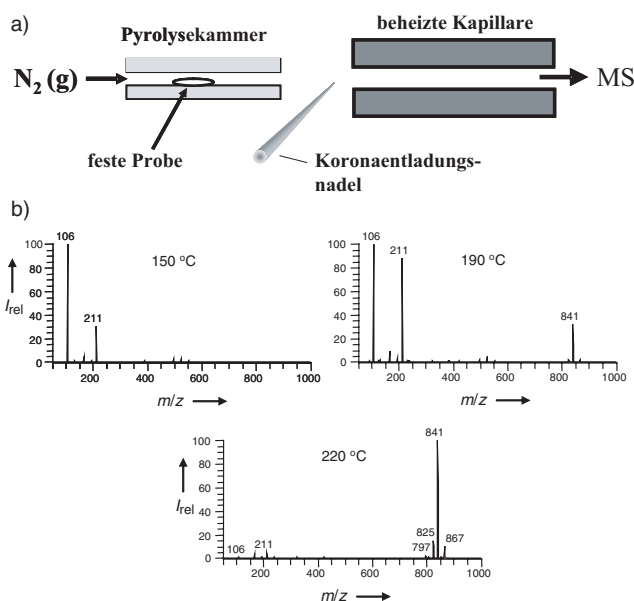 a)
Pyrolysekammer
beheizte Kapillare
N₂ (g)
MS
feste Probe
Koronaentladungs-
nadel
b)
106
211
150 °C
100
80
60
40
20
0
Irel
200 400 600 800 1000
m/z
106
211
841
190 °C
100
80
60
40
20
0
200 400 600 800 1000
m/z
841
220 °C
100
80
60
40
20
0
Irel
106
211
825
797
867
200 400 600 800 1000
m/z